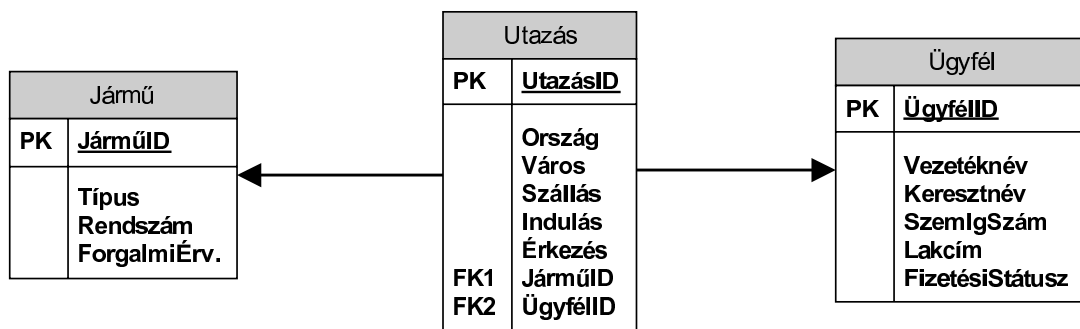 Jármű
PK JárműID
Típus
Rendszám
ForgalmiÉrv.
Utazás
PK UtazásID
Ország
Város
Szállás
Indulás
Érkezés
FK1 JárműID
FK2 ÜgyfélID
Ügyfél
PK ÜgyfélID
Vezetéknév
Keresztnév
SzemIgSzám
Lakcím
FizetésiStátusz